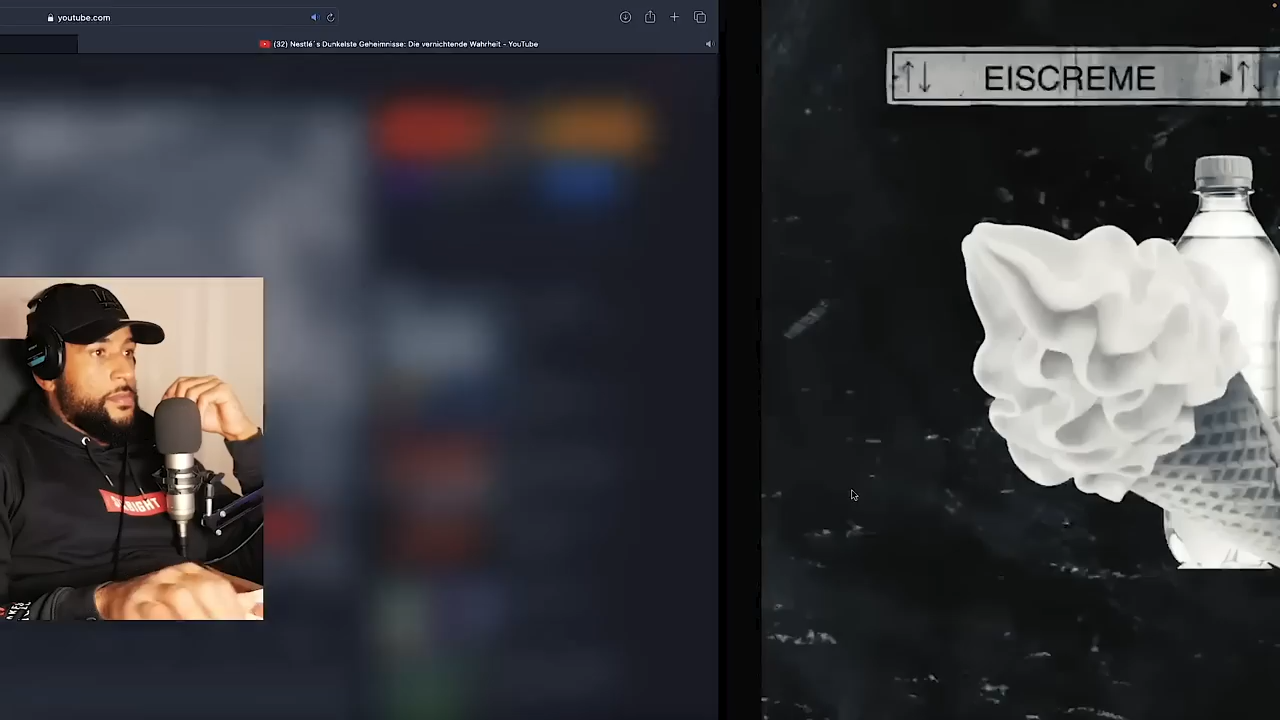 youtube.com
(32) Nestlé´s Dunkelste Geheimnisse: Die vernichtende Wahrheit - YouTube
EISCREME